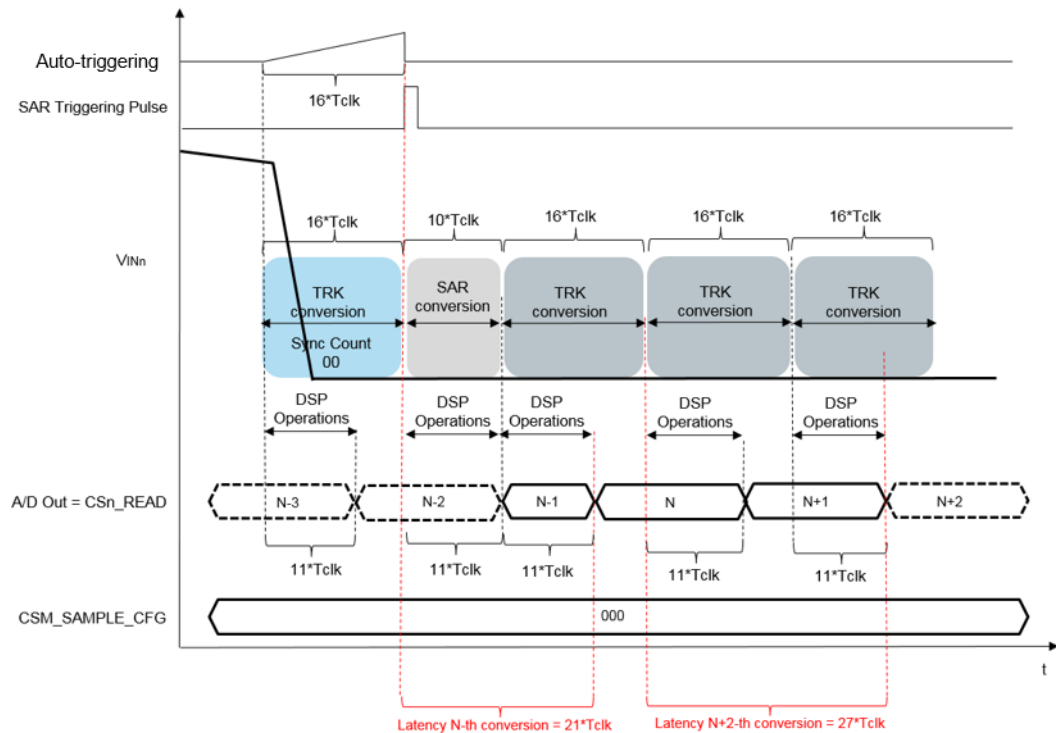 Auto-triggering
16*Tclk
SAR Triggering Pulse
16*Tclk
10*Tclk
16*Tclk
16*Tclk
16*Tclk
VINn
TRK
conversion
Sync Count
00
SAR
conversion
TRK
conversion
TRK
conversion
TRK
conversion
DSP
Operations
DSP
Operations
DSP
Operations
DSP
Operations
DSP
Operations
A/D Out = CSn_READ
N-3
N-2
N-1
N
N+1
N+2
11*Tclk
11*Tclk
11*Tclk
11*Tclk
11*Tclk
CSM_SAMPLE_CFG
000
t
Latency N-th conversion = 21*Tclk
Latency N+2-th conversion = 27*Tclk